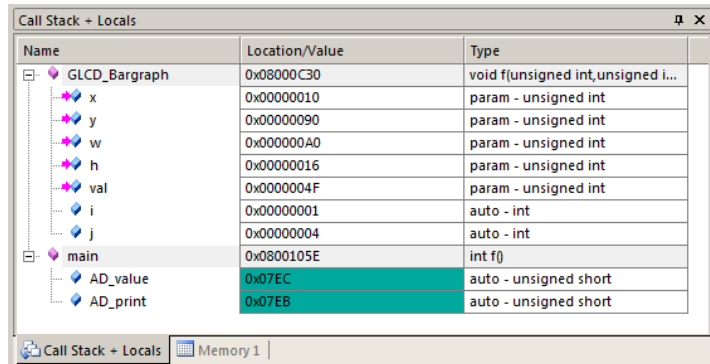 Call Stack + Locals
Name Location/Value Type
GLCD_Bargraph 0x08000C30 void f(unsigned int,unsigned i...
x 0x00000010 param - unsigned int
y 0x00000090 param - unsigned int
w 0x000000A0 param - unsigned int
h 0x00000016 param - unsigned int
val 0x0000004F param - unsigned int
i 0x00000001 auto - int
j 0x00000004 auto - int
main 0x0800105E int f()
AD_value 0x07EC auto - unsigned short
AD_print 0x07EB auto - unsigned short
Call Stack + Locals Memory 1